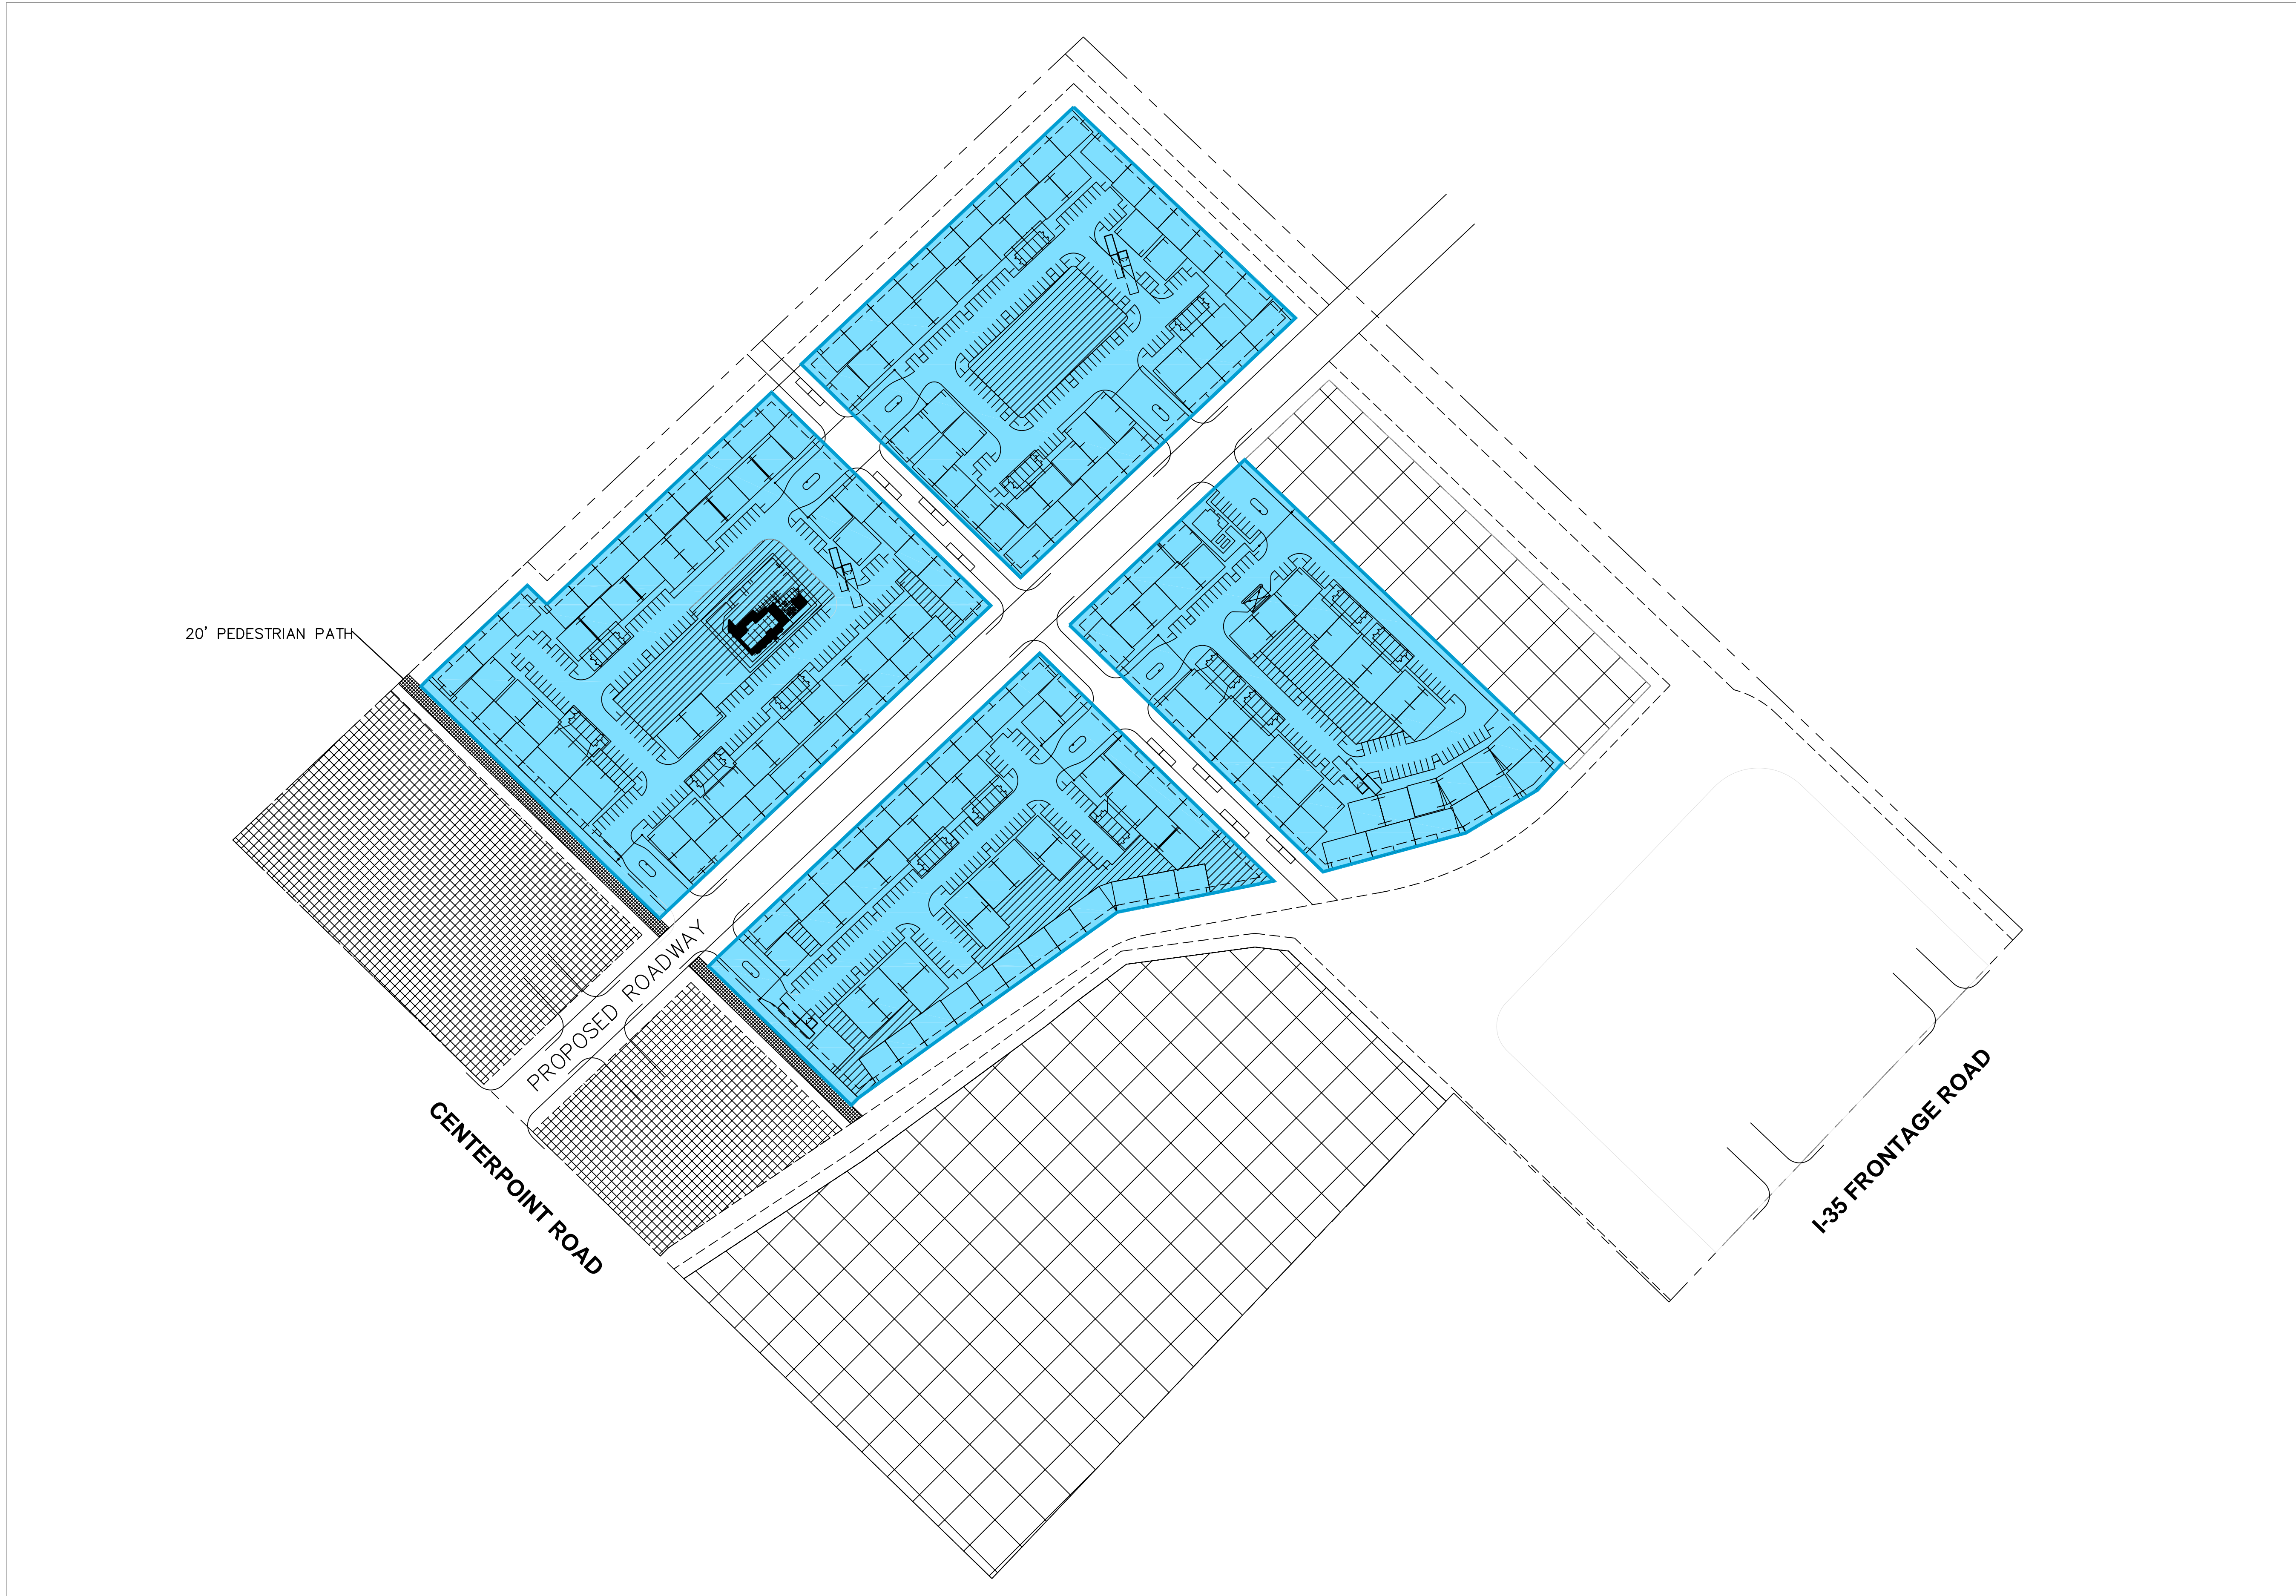 20' PEDESTRIAN PATH
PROPOSED ROADWAY
CENTERPOINT ROAD
I-35 FRONTAGE ROAD